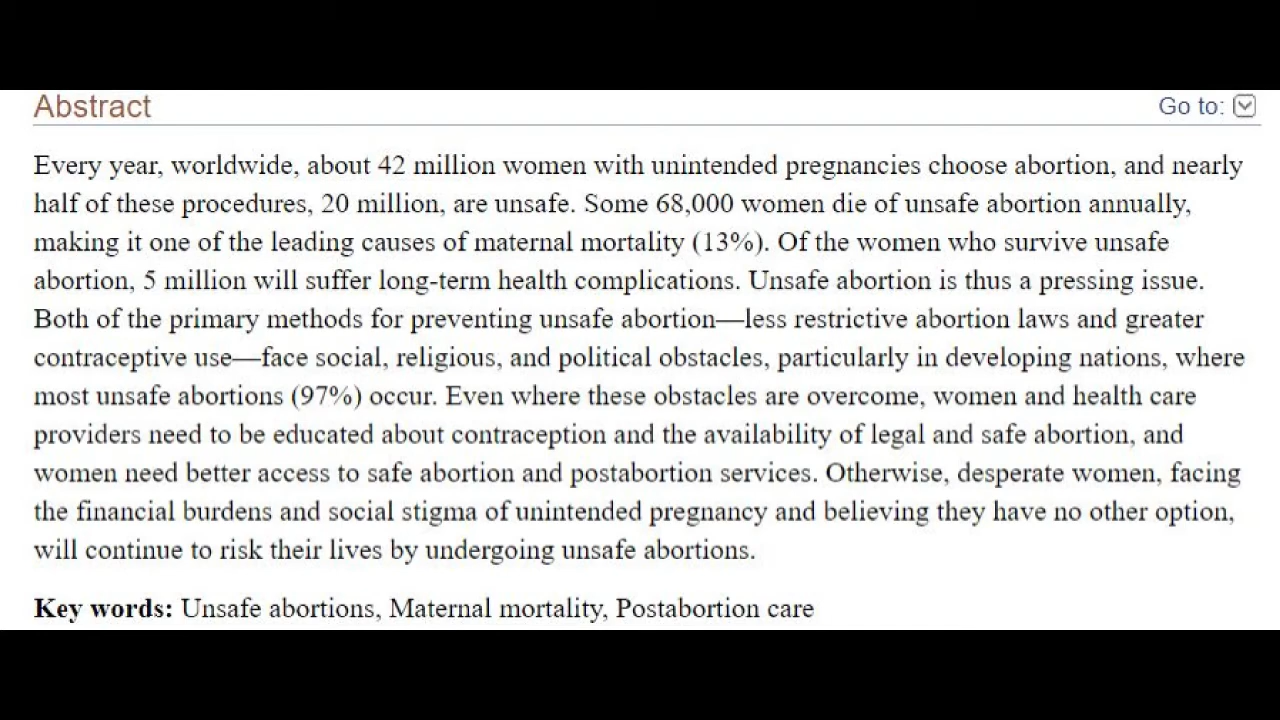 Abstract
Go to:
Every year, worldwide, about 42 million women with unintended pregnancies choose abortion, and nearly
half of these procedures, 20 million, are unsafe. Some 68,000 women die of unsafe abortion annually,
making it one of the leading causes of maternal mortality (13%). Of the women who survive unsafe
abortion, 5 million will suffer long-term health complications. Unsafe abortion is thus a pressing issue.
Both of the primary methods for preventing unsafe abortion—less restrictive abortion laws and greater
contraceptive use—face social, religious, and political obstacles, particularly in developing nations, where
most unsafe abortions (97%) occur. Even where these obstacles are overcome, women and health care
providers need to be educated about contraception and the availability of legal and safe abortion, and
women need better access to safe abortion and postabortion services. Otherwise, desperate women, facing
the financial burdens and social stigma of unintended pregnancy and believing they have no other option,
will continue to risk their lives by undergoing unsafe abortions.
Key words: Unsafe abortions, Maternal mortality, Postabortion care